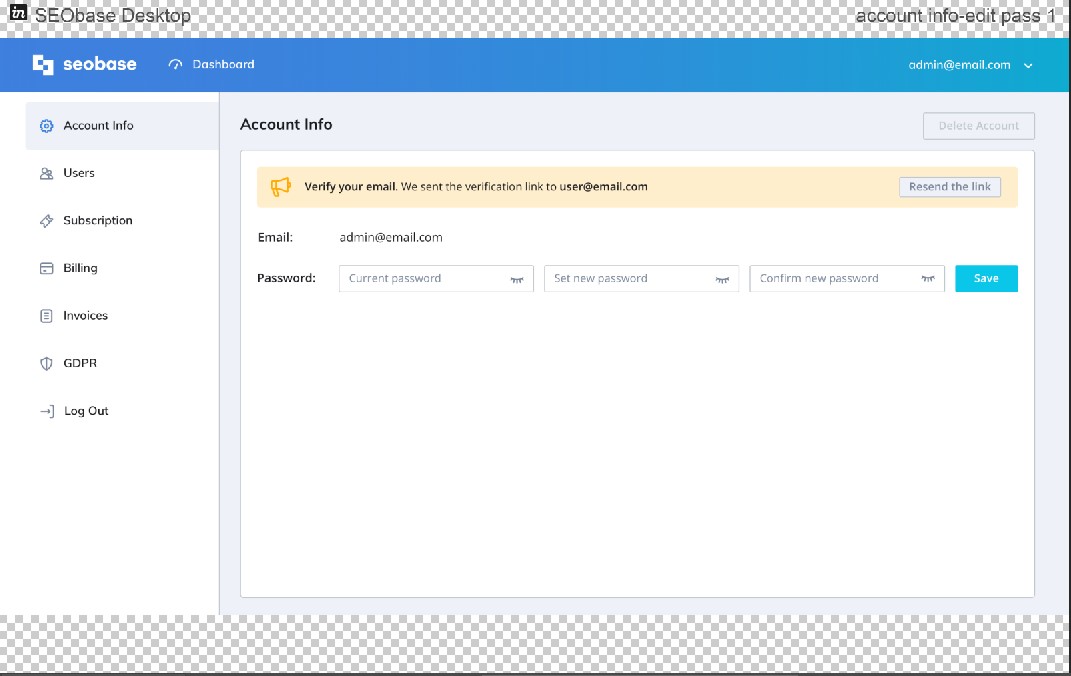 in SEObase Desktop account info-edit pass 1
seobase Dashboard admin@email.com
Account Info
Users
Subscription
Billing
Invoices
GDPR
Log Out
Account Info Delete Account
Verify your email. We sent the verification link to user@email.com Resend the link
Email: admin@email.com
Password: Current password Set new password Confirm new password Save